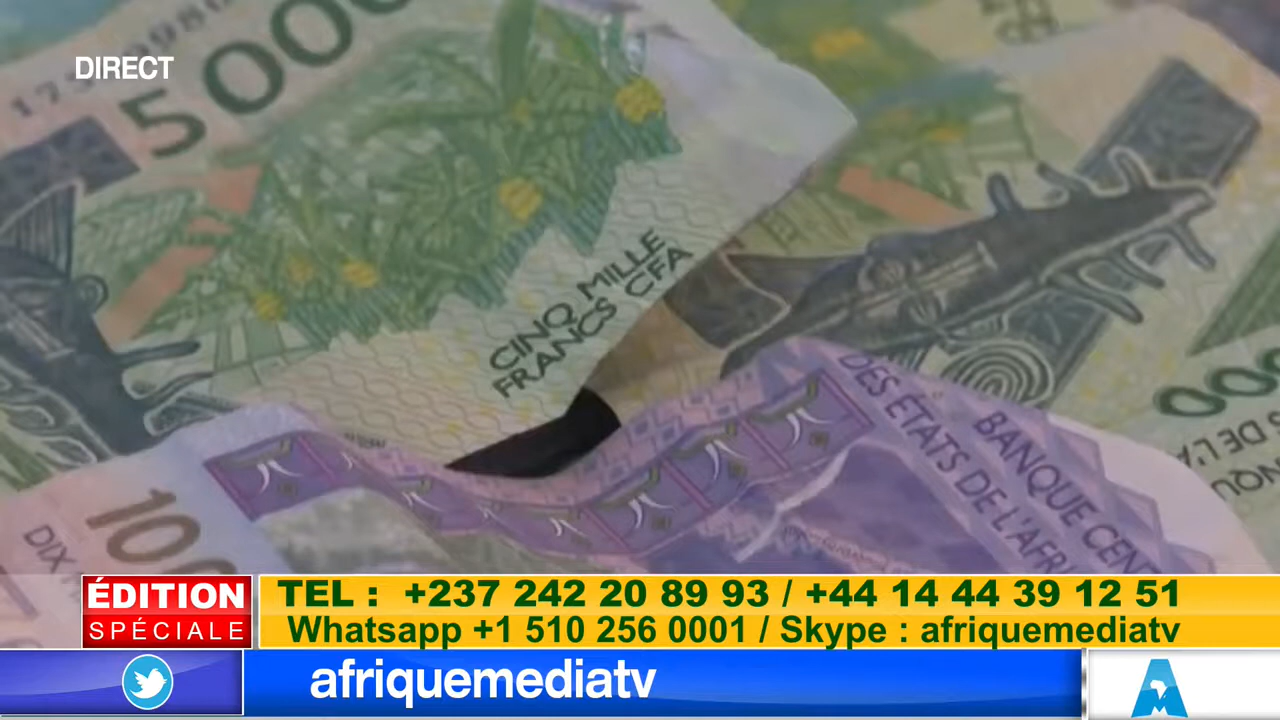 DIRECT
5000
CINQ MILLE
FRANCS CFA
DES ÉTATS DE L'AFRI
BANQUE CEN
DIX
ÉDITION
SPÉCIALE
TEL : +237 242 20 89 93 / +44 14 44 39 12 51
Whatsapp +1 510 256 0001 / Skype : afriquemediatv
afriquemediatv